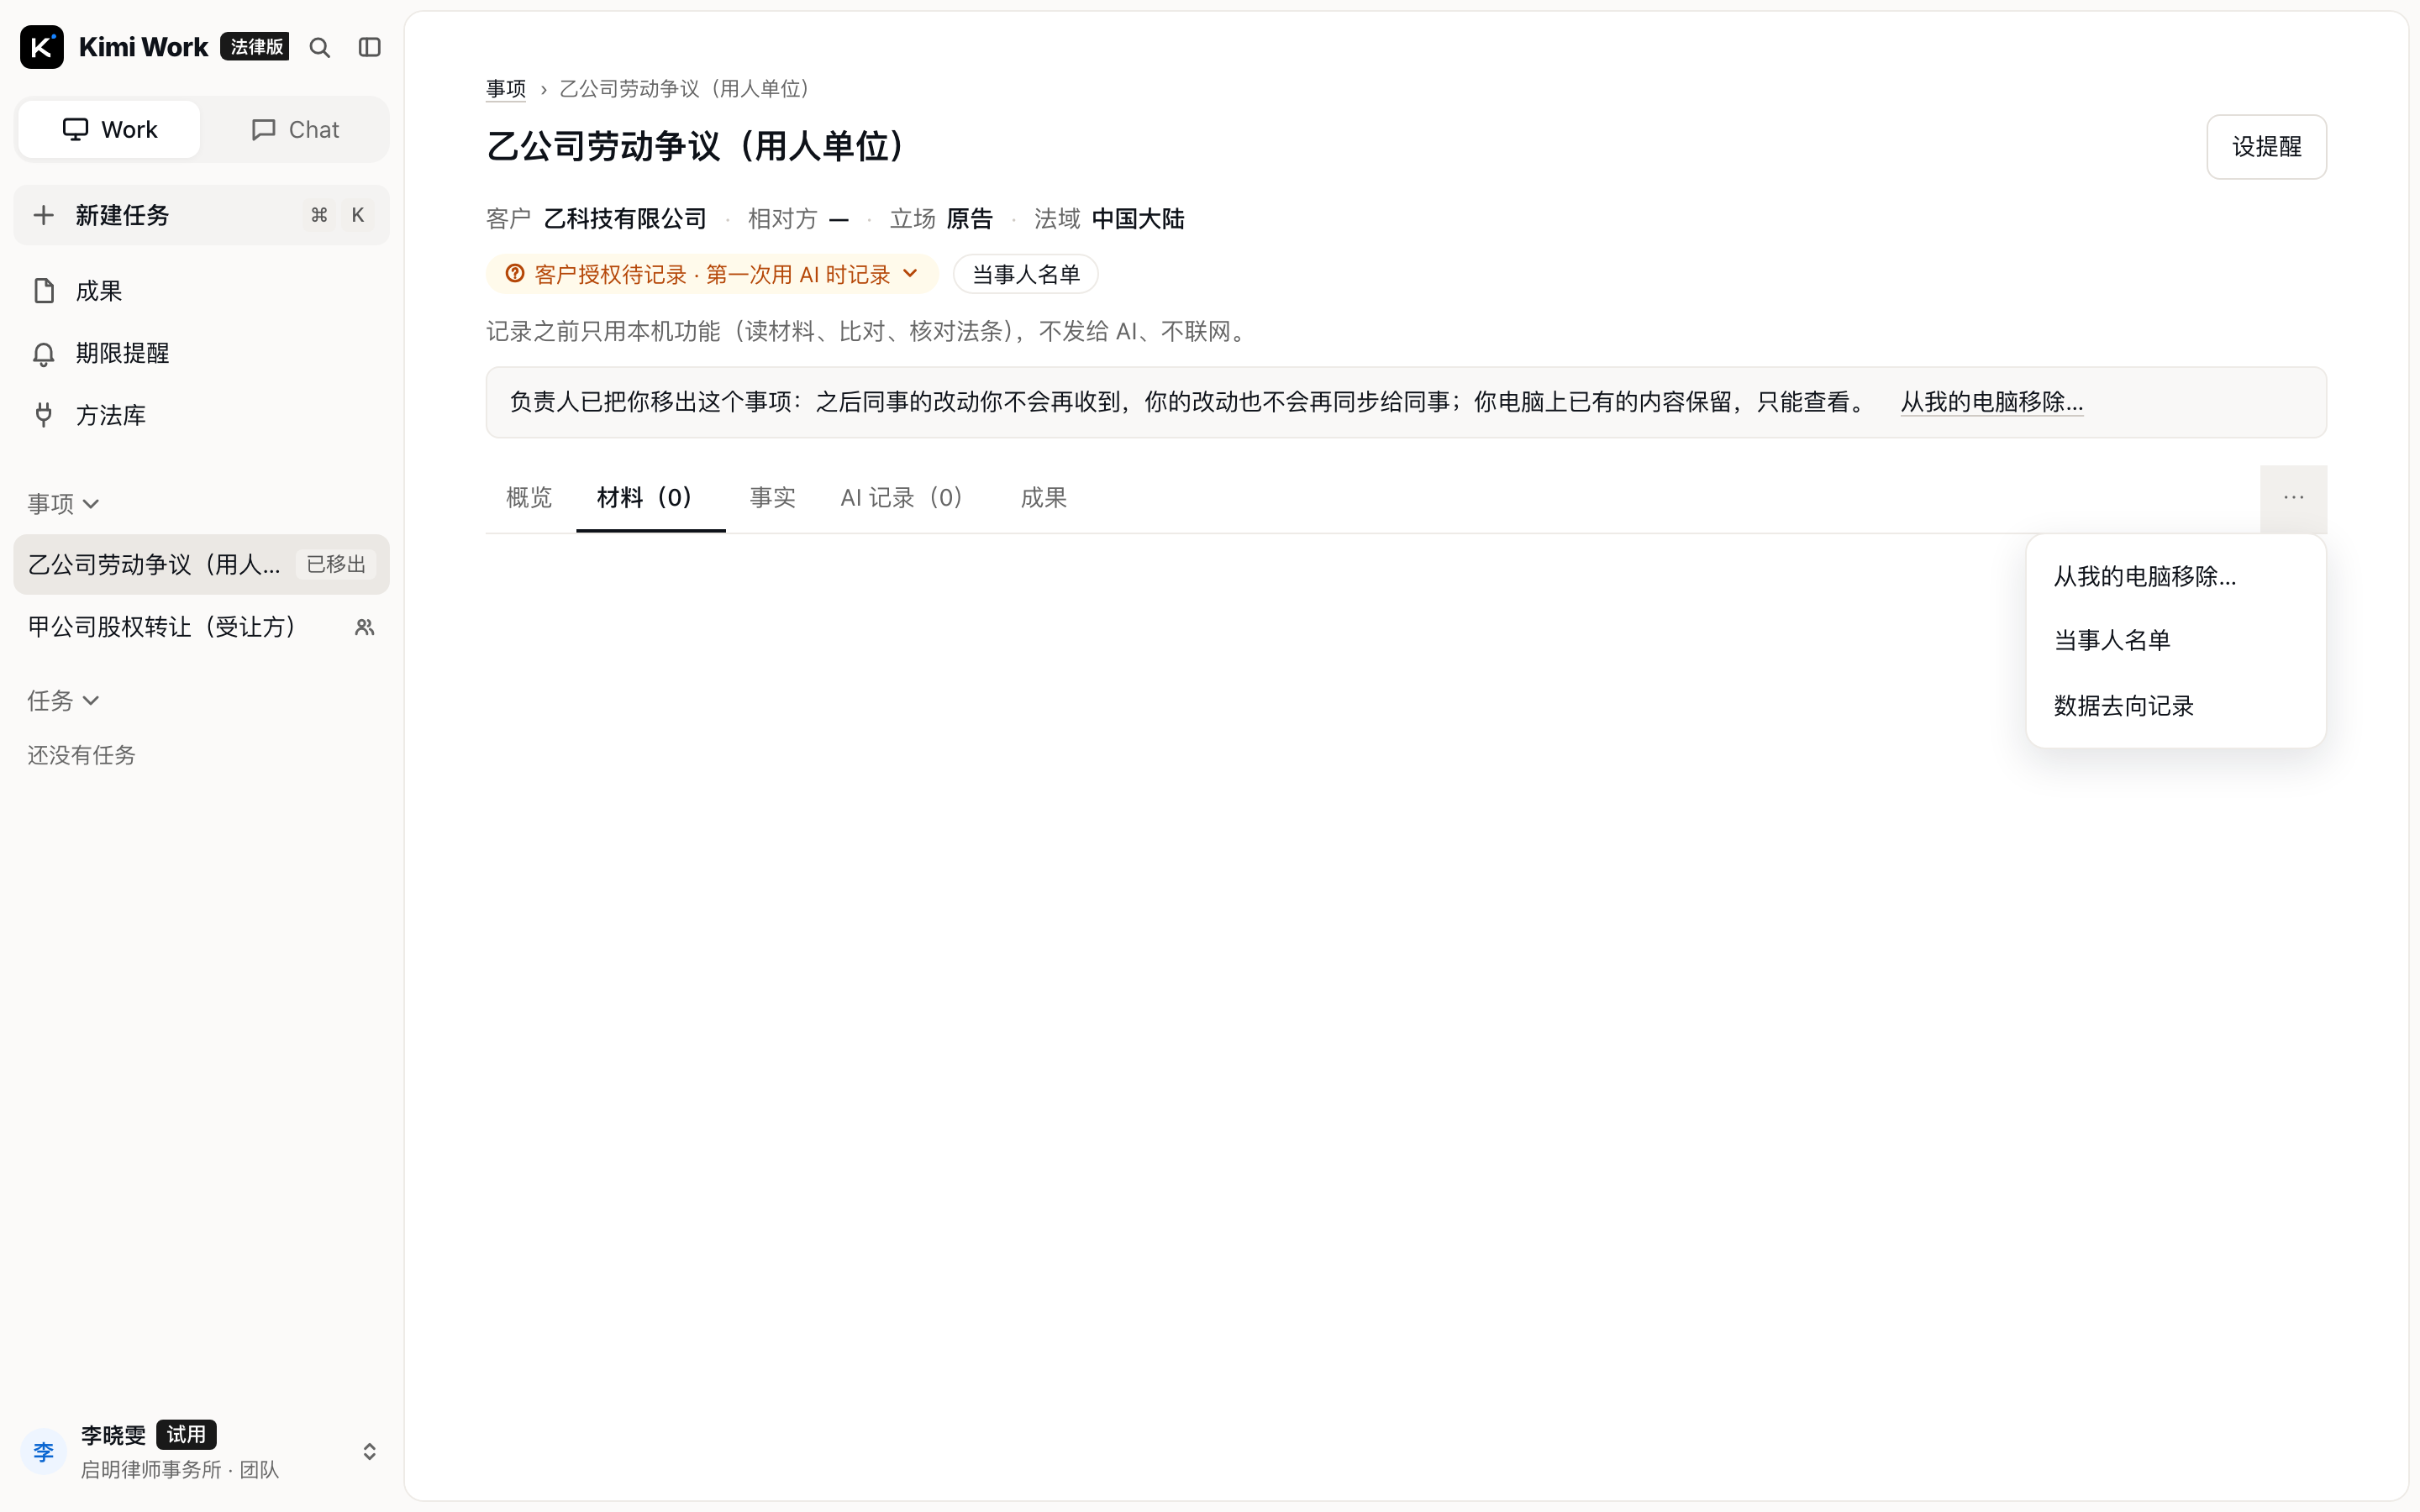 Kimi Work 法律版
Work Chat
新建任务 ⌘ K
成果
期限提醒
方法库
事项
乙公司劳动争议（用人... 已移出
甲公司股权转让（受让方）
任务
还没有任务
李 李晓雯 试用
启明律师事务所 · 团队
事项 › 乙公司劳动争议（用人单位）
乙公司劳动争议（用人单位）
设提醒
客户 乙科技有限公司 · 相对方 — · 立场 原告 · 法域 中国大陆
客户授权待记录 · 第一次用 AI 时记录 当事人名单
记录之前只用本机功能（读材料、比对、核对法条），不发给 AI、不联网。
负责人已把你移出这个事项：之后同事的改动你不会再收到，你的改动也不会再同步给同事；你电脑上已有的内容保留，只能查看。 从我的电脑移除...
概览 材料（0） 事实 AI 记录（0） 成果 ...
从我的电脑移除...
当事人名单
数据去向记录